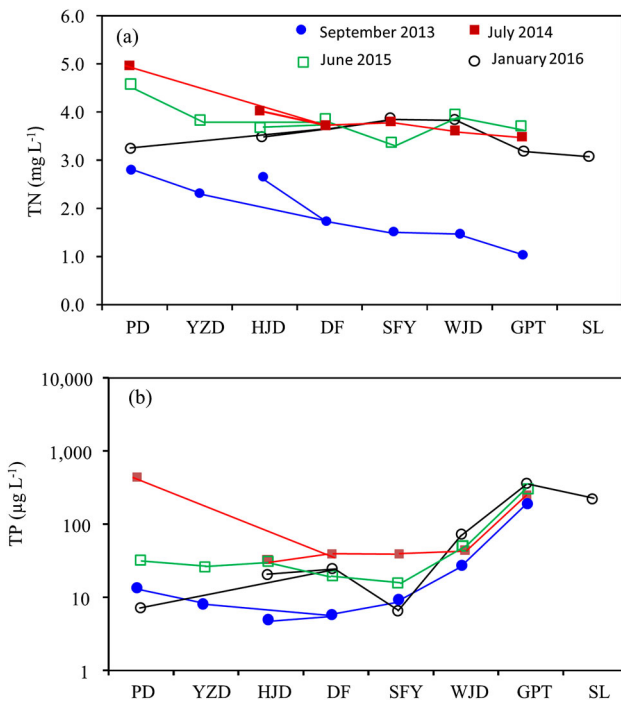 (a)
September 2013
July 2014
June 2015
January 2016
TN (mg L⁻¹)
6.0
5.0
4.0
3.0
2.0
1.0
0.0
PD YZD HJD DF SFY WJD GPT SL
(b)
TP (µg L⁻¹)
10,000
1,000
100
10
1
PD YZD HJD DF SFY WJD GPT SL